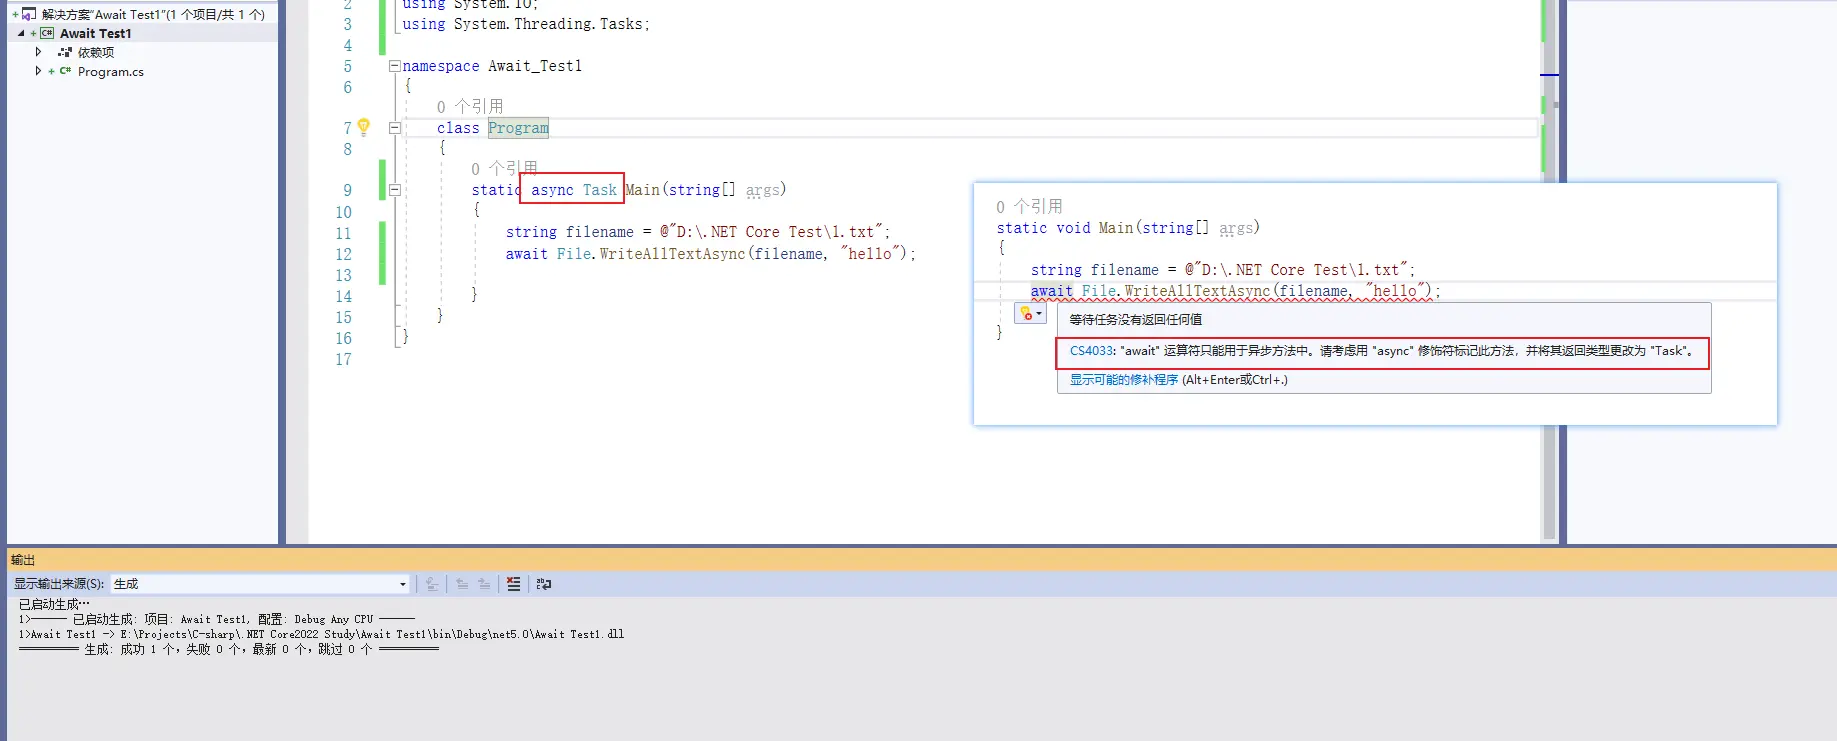 解决方案"Await Test1"(1 个项目/共 1 个)
Await Test1
依赖项
C# Program.cs
2 using System.IO;
3 using System.Threading.Tasks;
4
5 namespace Await_Test1
6 {
0 个引用
7 class Program
8 {
0 个引用
9 static async Task Main(string[] args)
10 {
11 string filename = @"D:\.NET Core Test\1.txt";
12 await File.WriteAllTextAsync(filename, "hello");
13
14 }
15 }
16 }
17
0 个引用
static void Main(string[] args)
{
string filename = @"D:\.NET Core Test\1.txt";
await File.WriteAllTextAsync(filename, "hello");
等待任务没有返回任何值
}
CS4033: "await" 运算符只能用于异步方法中。请考虑用 "async" 修饰符标记此方法，并将其返回类型更改为 "Task"。
显示可能的修补程序 (Alt+Enter或Ctrl+.)
输出
显示输出来源(S): 生成
已启动生成…
1>------ 已启动生成: 项目: Await Test1, 配置: Debug Any CPU ------
1>Await Test1 -> E:\Projects\C-sharp\.NET Core2022 Study\Await Test1\bin\Debug\net5.0\Await Test1.dll
========== 生成: 成功 1 个，失败 0 个，最新 0 个，跳过 0 个 ==========